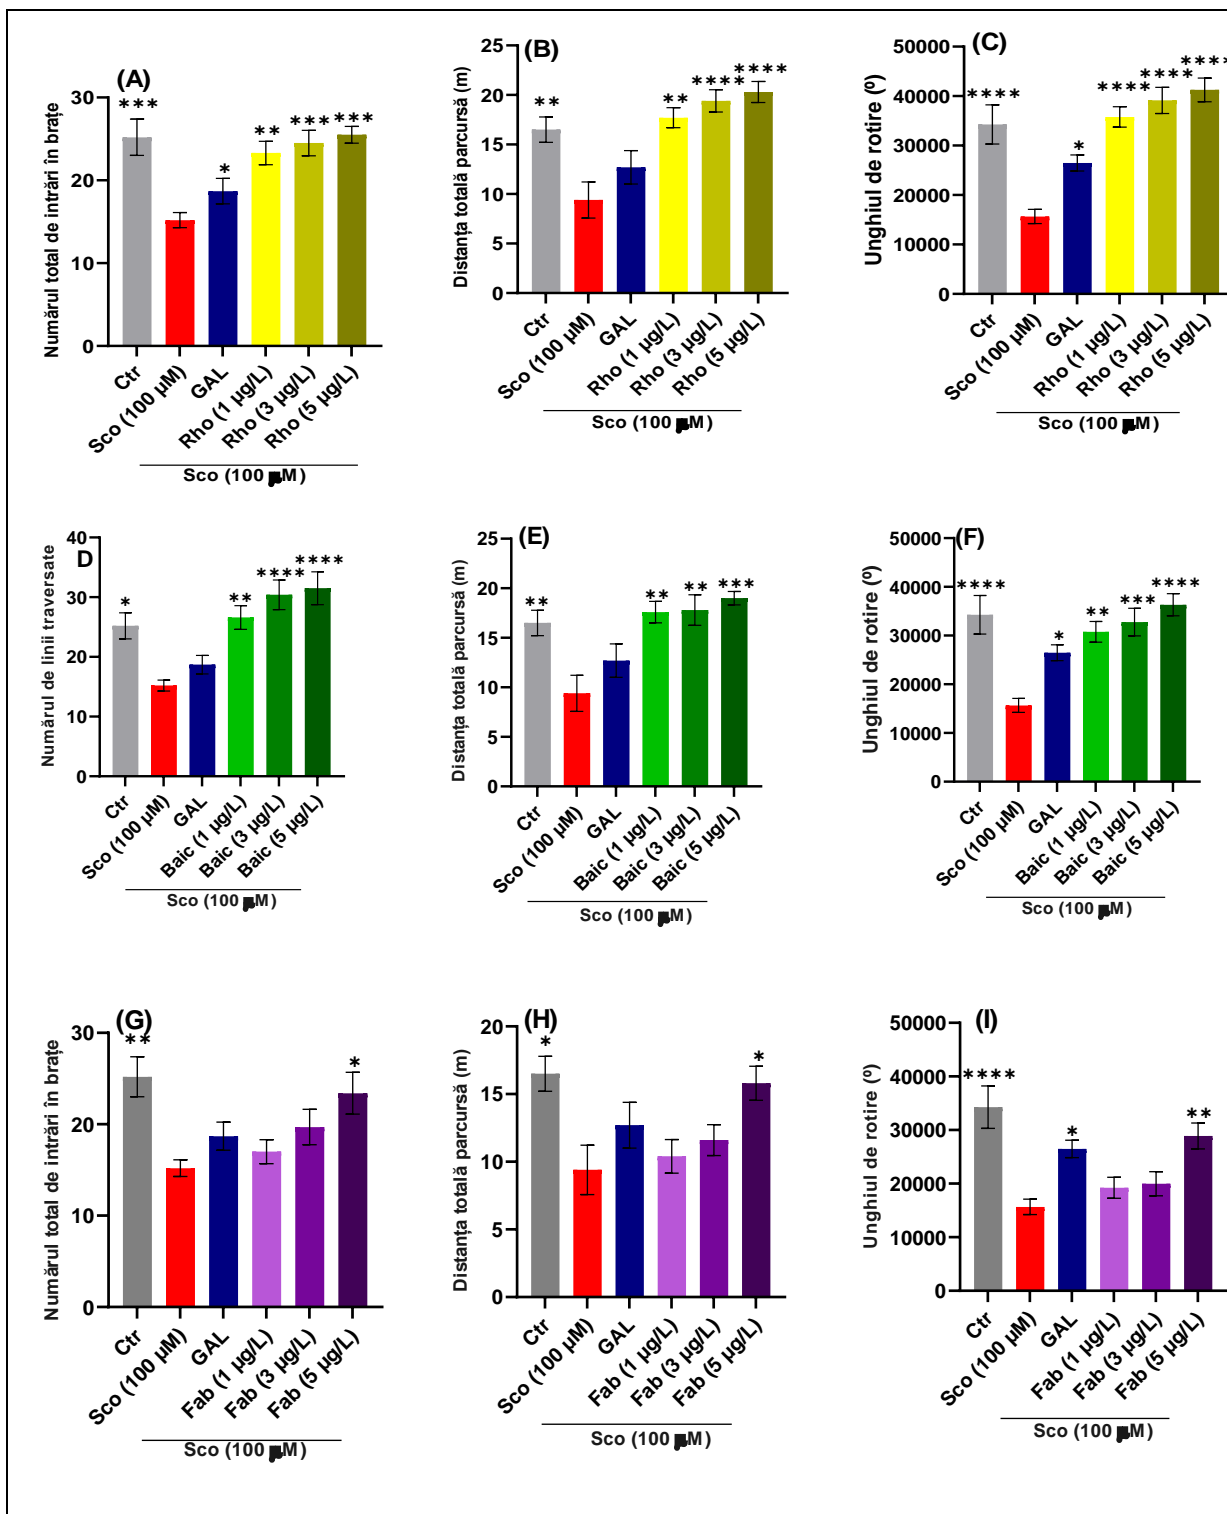 (A)
Numărul total de intrări în brațe
30
20
10
0
***
*
**
***
***
Ctr
Sco (100 µM)
GAL
Rho (1 µg/L)
Rho (3 µg/L)
Rho (5 µg/L)
Sco (100 µM)
(B)
Distanța totală parcursă (m)
25
20
15
10
5
0
**
**
****
****
Ctr
Sco (100 µM)
GAL
Rho (1 µg/L)
Rho (3 µg/L)
Rho (5 µg/L)
Sco (100 µM)
(C)
Unghiul de rotire (º)
50000
40000
30000
20000
10000
0
****
*
****
****
****
Ctr
Sco (100 µM)
GAL
Rho (1 µg/L)
Rho (3 µg/L)
Rho (5 µg/L)
Sco (100 µM)
D
Numărul de linii traversate
40
30
20
10
0
*
**
****
****
Ctr
Sco (100 µM)
GAL
Baic (1 µg/L)
Baic (3 µg/L)
Baic (5 µg/L)
Sco (100 µM)
(E)
Distanța totală parcursă (m)
25
20
15
10
5
0
**
**
**
***
Ctr
Sco (100 µM)
GAL
Baic (1 µg/L)
Baic (3 µg/L)
Baic (5 µg/L)
Sco (100 µM)
(F)
Unghiul de rotire (º)
50000
40000
30000
20000
10000
0
****
*
**
***
****
Ctr
Sco (100 µM)
GAL
Baic (1 µg/L)
Baic (3 µg/L)
Baic (5 µg/L)
Sco (100 µM)
(G)
Numărul total de intrări în brațe
30
20
10
0
**
*
Ctr
Sco (100 µM)
GAL
Fab (1 µg/L)
Fab (3 µg/L)
Fab (5 µg/L)
Sco (100 µM)
(H)
Distanța totală parcursă (m)
20
15
10
5
0
*
*
Ctr
Sco (100 µM)
GAL
Fab (1 µg/L)
Fab (3 µg/L)
Fab (5 µg/L)
Sco (100 µM)
(I)
Unghiul de rotire (º)
50000
40000
30000
20000
10000
0
****
*
**
Ctr
Sco (100 µM)
GAL
Fab (1 µg/L)
Fab (3 µg/L)
Fab (5 µg/L)
Sco (100 µM)